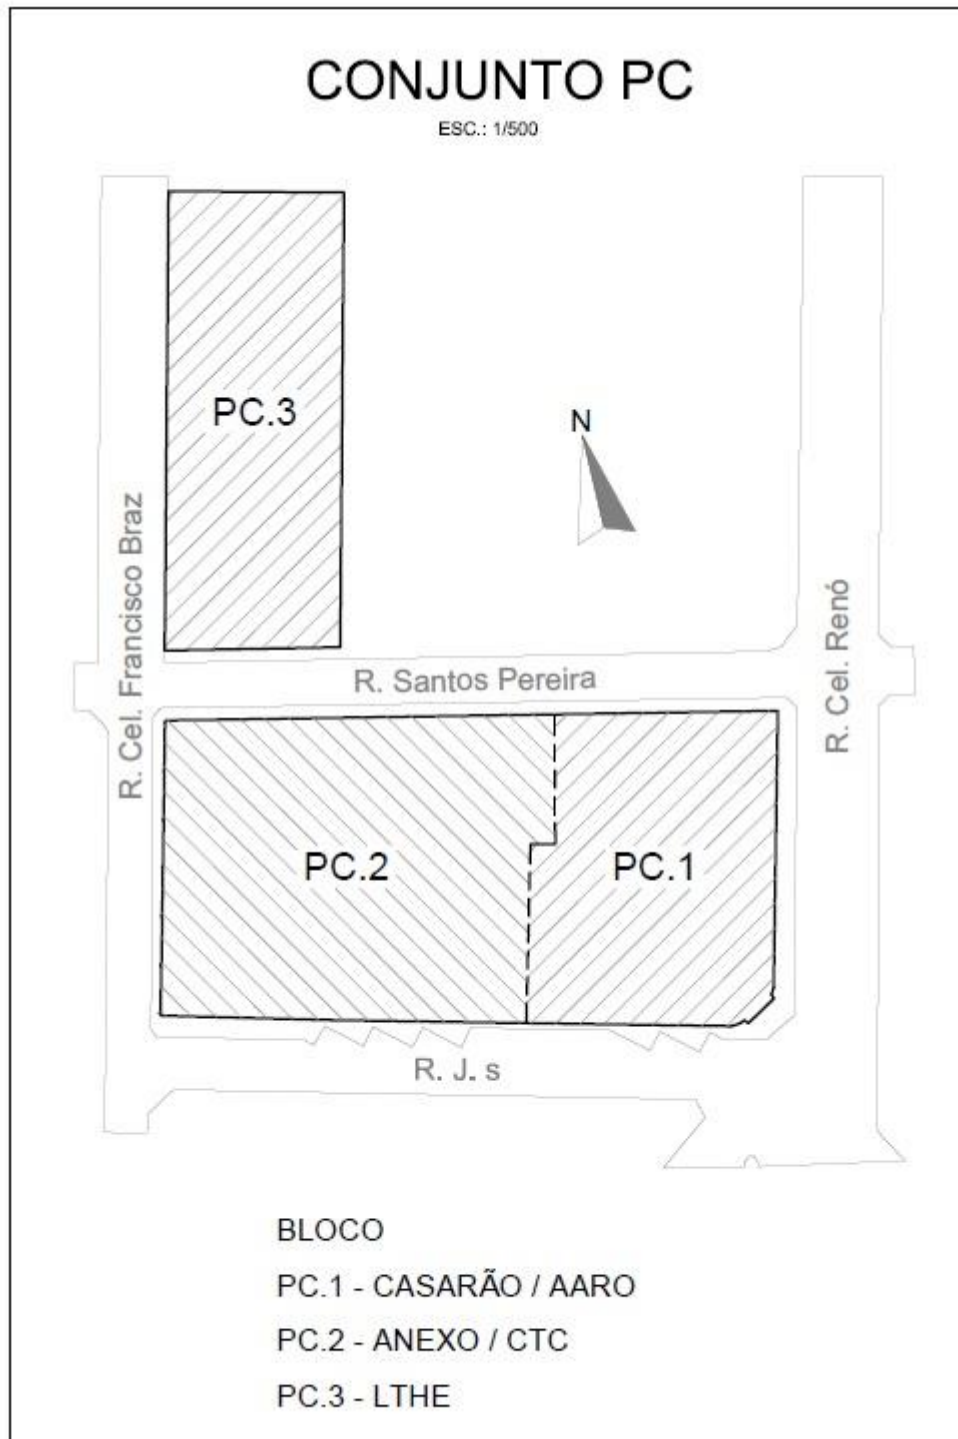 CONJUNTO PC
ESC.: 1/500
PC.3
N
R. Cel. Francisco Braz
R. Santos Pereira
R. Cel. Renó
PC.2
PC.1
R. J. s
BLOCO
PC.1 - CASARÃO / AARO
PC.2 - ANEXO / CTC
PC.3 - LTHE